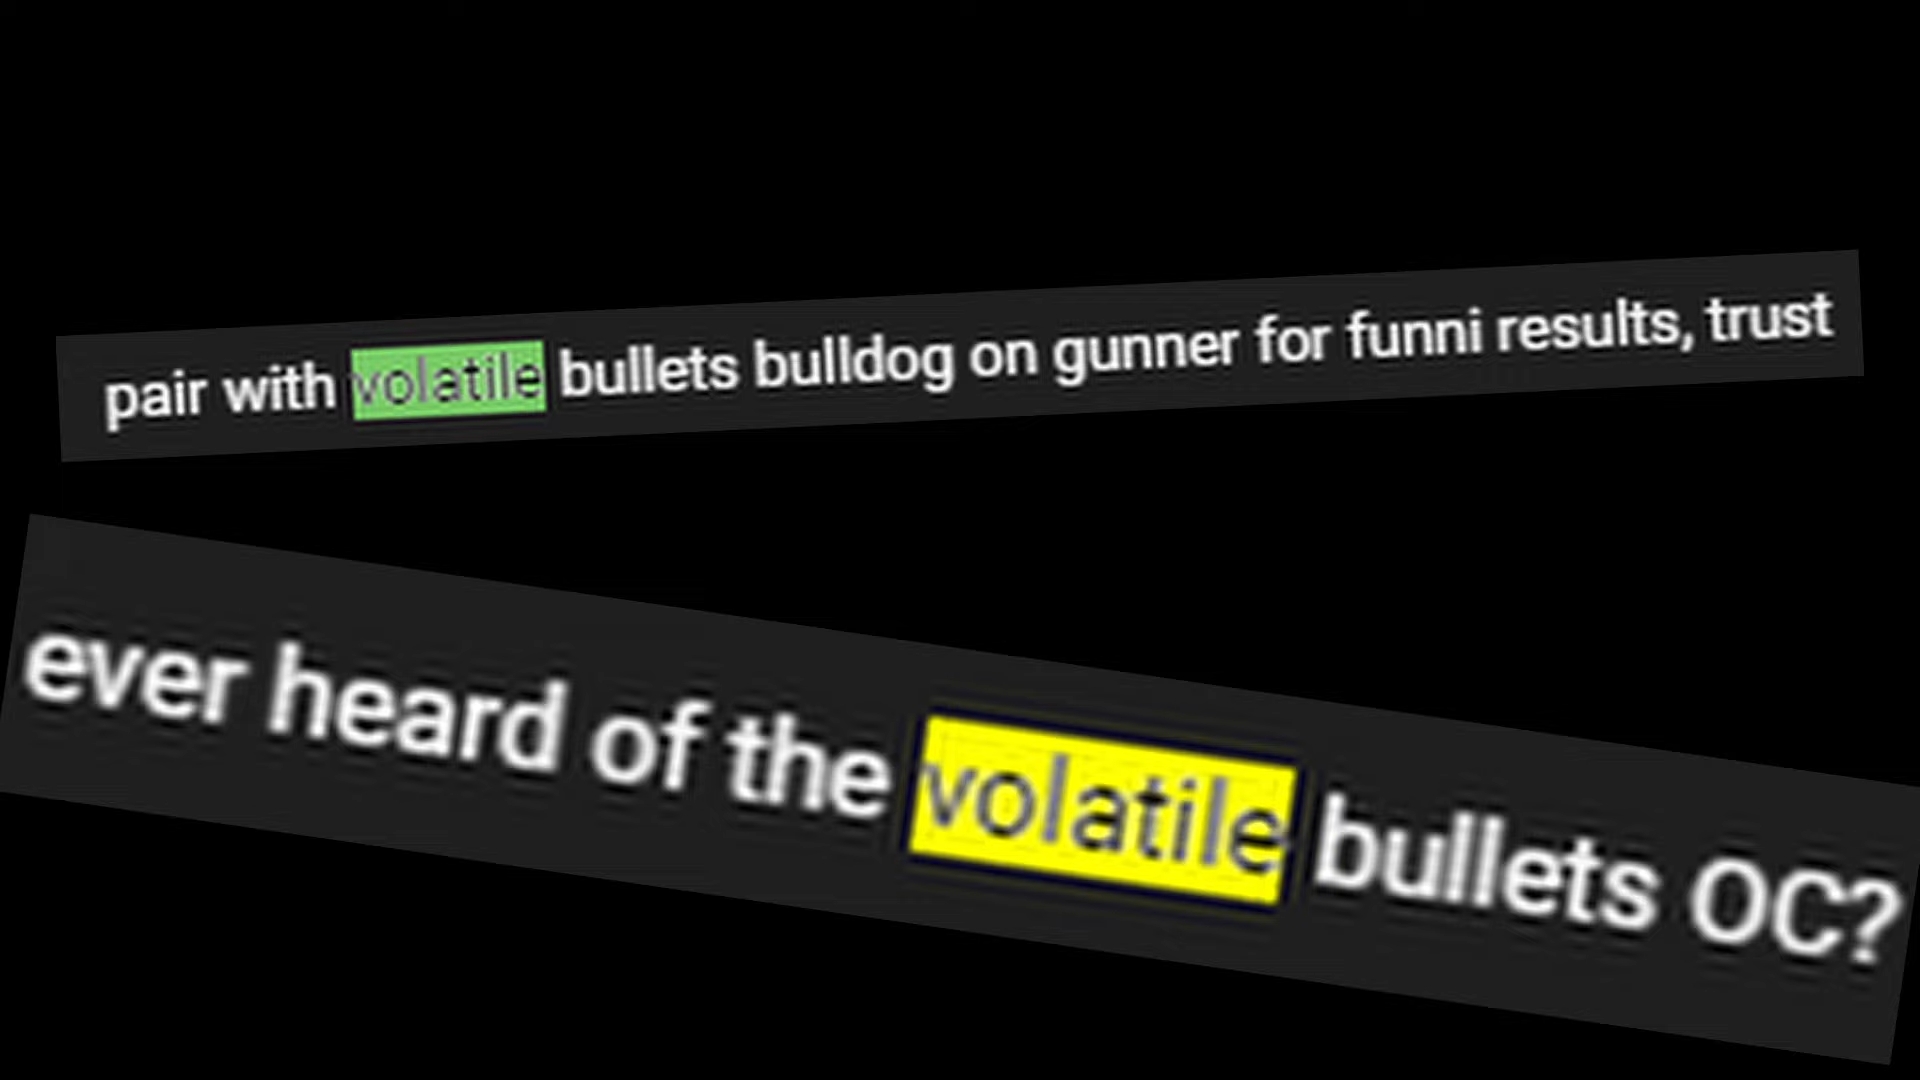 pair with volatile bullets bulldog on gunner for funni results, trust
ever heard of the volatile bullets OC?